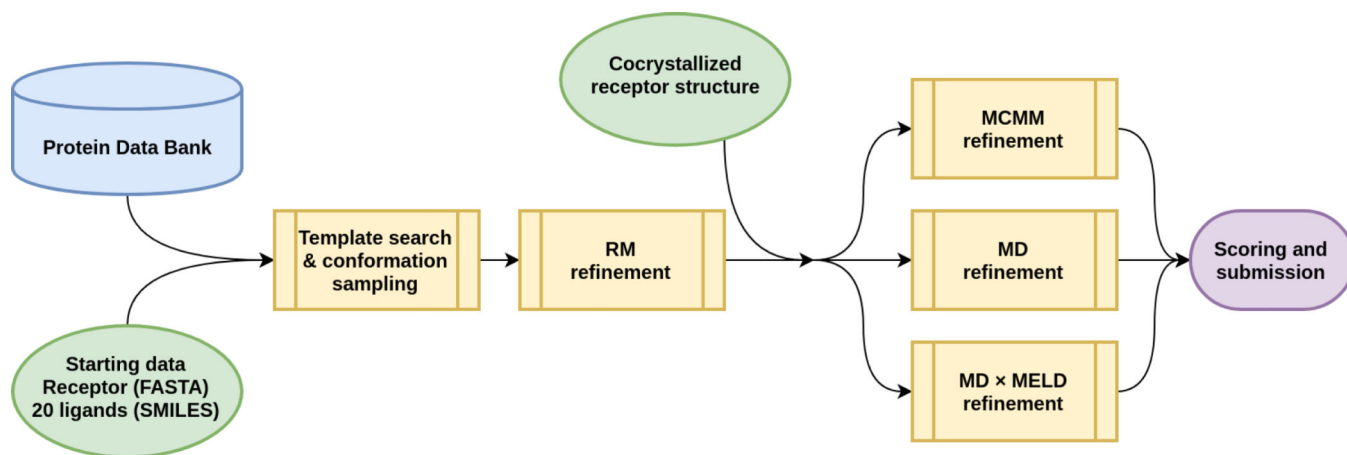 Protein Data Bank
Starting data
Receptor (FASTA)
20 ligands (SMILES)
Template search
& conformation
sampling
RM
refinement
Cocrystallized
receptor structure
MCMM
refinement
MD
refinement
MD × MELD
refinement
Scoring and
submission